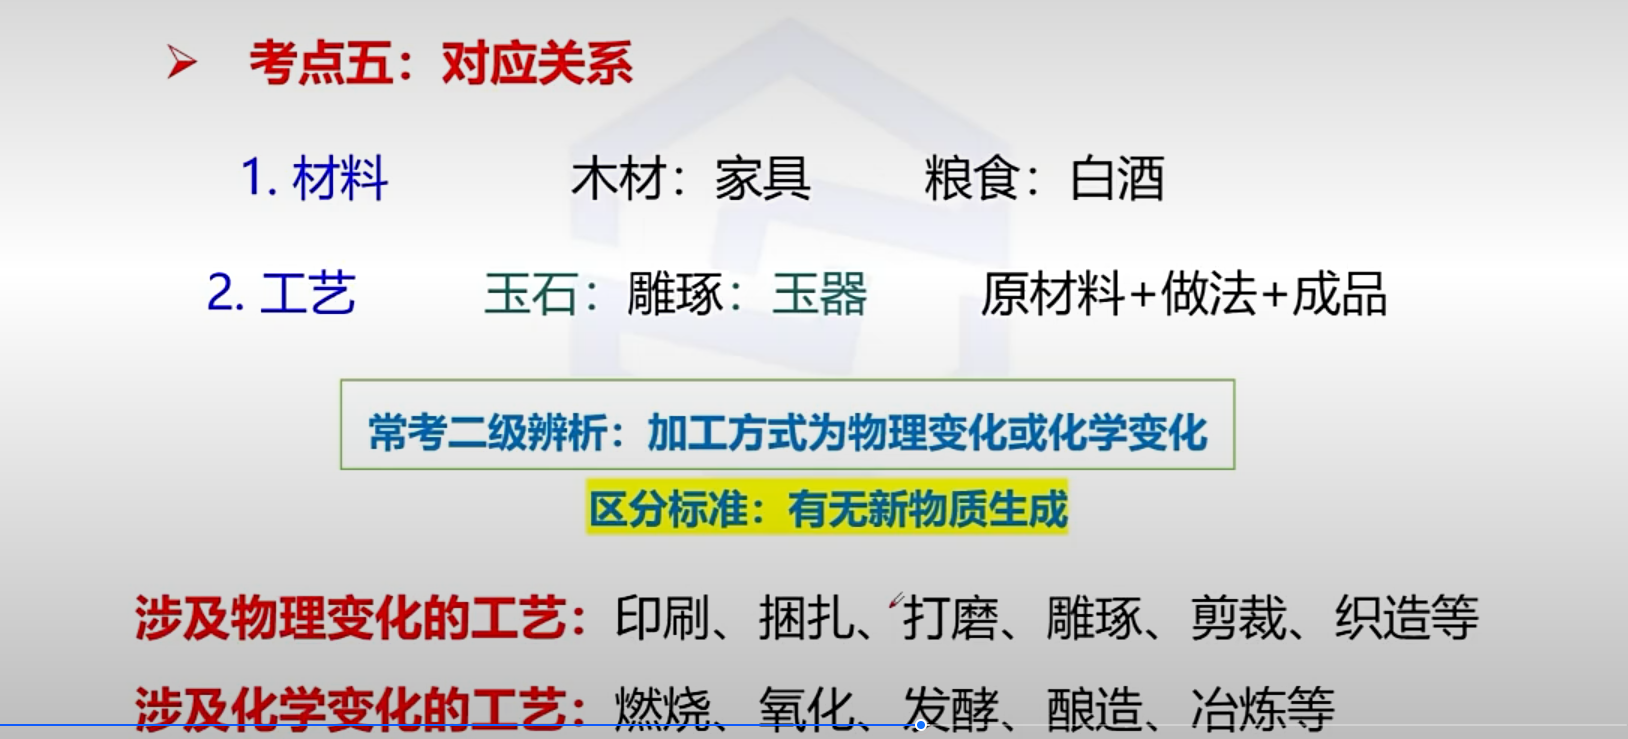 ➢ 考点五：对应关系
1. 材料 木材：家具 粮食：白酒
2. 工艺 玉石：雕琢：玉器 原材料+做法+成品
常考二级辨析：加工方式为物理变化或化学变化
区分标准：有无新物质生成
涉及物理变化的工艺：印刷、捆扎、打磨、雕琢、剪裁、织造等
涉及化学变化的工艺：燃烧、氧化、发酵、酿造、冶炼等